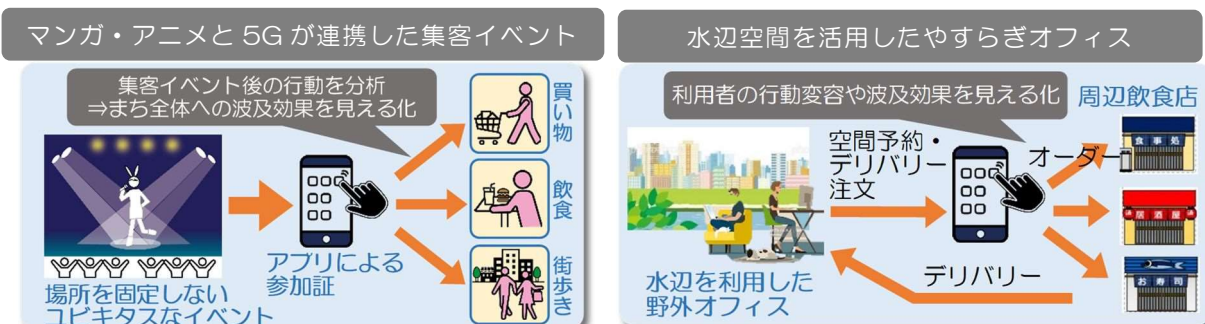 マンガ・アニメと5Gが連携した集客イベント
集客イベント後の行動を分析
⇒まち全体への波及効果を見える化
買い物
飲食
街歩き
アプリによる
参加証
場所を固定しない
ユビキタスなイベント
水辺空間を活用したやすらぎオフィス
利用者の行動変容や波及効果を見える化
周辺飲食店
空間予約・
デリバリー
注文
オーダー
食事処
居酒屋
お寿司
デリバリー
水辺を利用した
野外オフィス